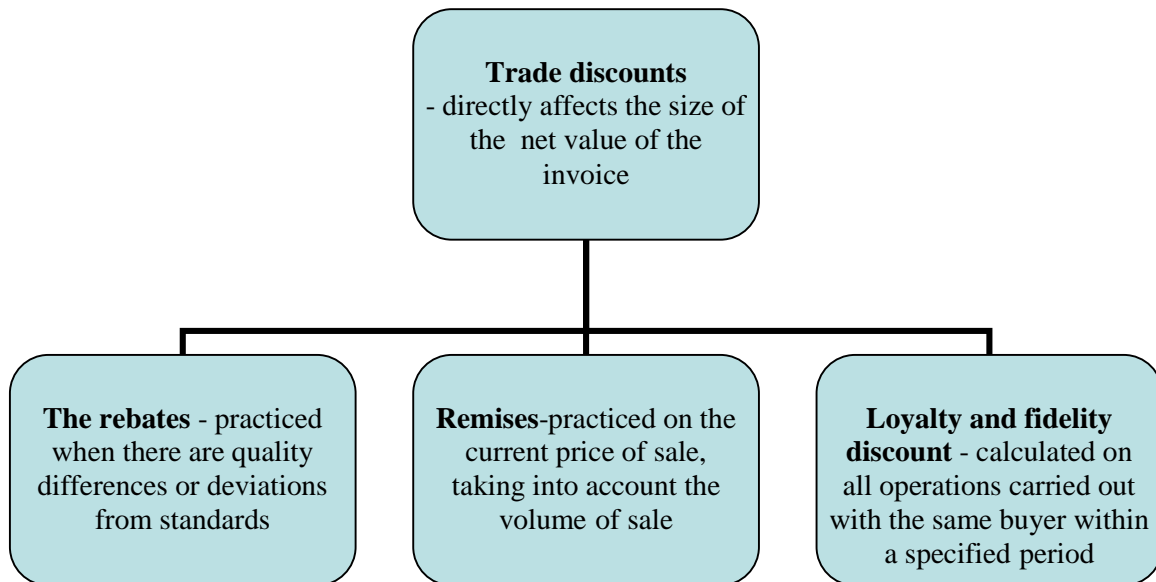 Trade discounts
- directly affects the size of
the net value of the
invoice
The rebates - practiced
when there are quality
differences or deviations
from standards
Remises-practiced on the
current price of sale,
taking into account the
volume of sale
Loyalty and fidelity
discount - calculated on
all operations carried out
with the same buyer within
a specified period